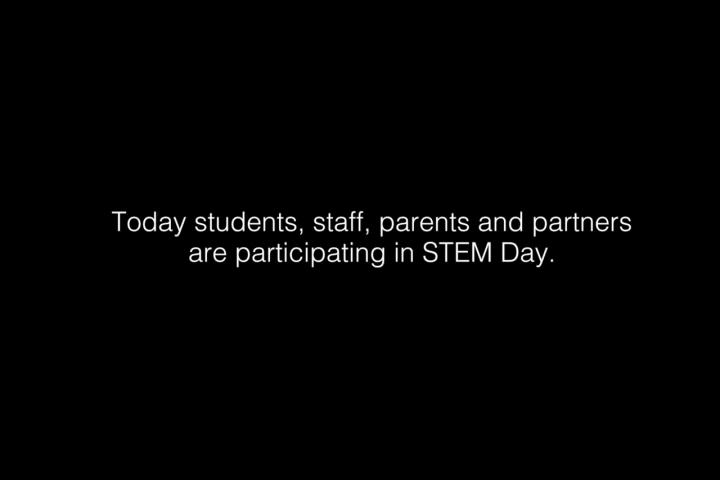 Today students, staff, parents and partners
are participating in STEM Day.